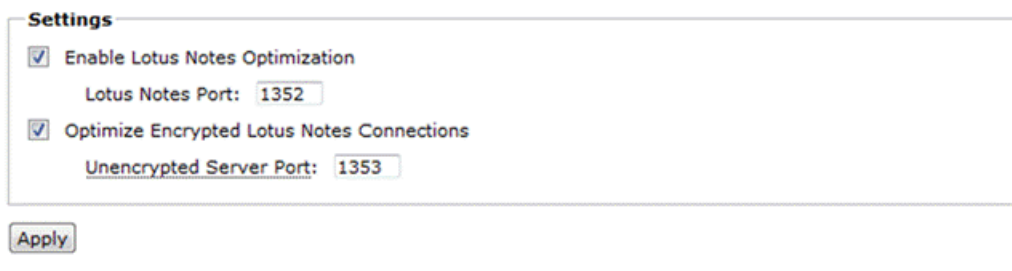 Settings
Enable Lotus Notes Optimization
Lotus Notes Port: 1352
Optimize Encrypted Lotus Notes Connections
Unencrypted Server Port: 1353
Apply